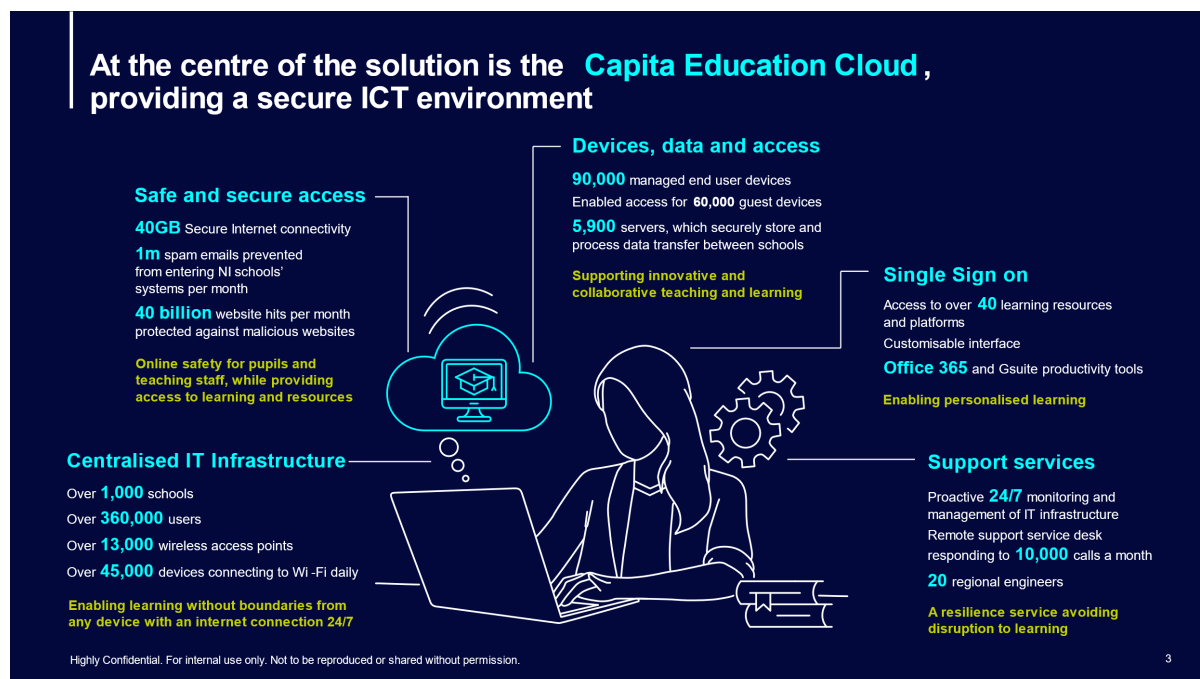 At the centre of the solution is the Capita Education Cloud,
providing a secure ICT environment
Safe and secure access
40GB Secure Internet connectivity
1m spam emails prevented
from entering NI schools'
systems per month
40 billion website hits per month
protected against malicious websites
Online safety for pupils and
teaching staff, while providing
access to learning and resources
Devices, data and access
90,000 managed end user devices
Enabled access for 60,000 guest devices
5,900 servers, which securely store and
process data transfer between schools
Supporting innovative and
collaborative teaching and learning
Single Sign on
Access to over 40 learning resources
and platforms
Customisable interface
Office 365 and Gsuite productivity tools
Enabling personalised learning
Centralised IT Infrastructure
Over 1,000 schools
Over 360,000 users
Over 13,000 wireless access points
Over 45,000 devices connecting to Wi -Fi daily
Enabling learning without boundaries from
any device with an internet connection 24/7
Support services
Proactive 24/7 monitoring and
management of IT infrastructure
Remote support service desk
responding to 10,000 calls a month
20 regional engineers
A resilience service avoiding
disruption to learning
Highly Confidential. For internal use only. Not to be reproduced or shared without permission.
3